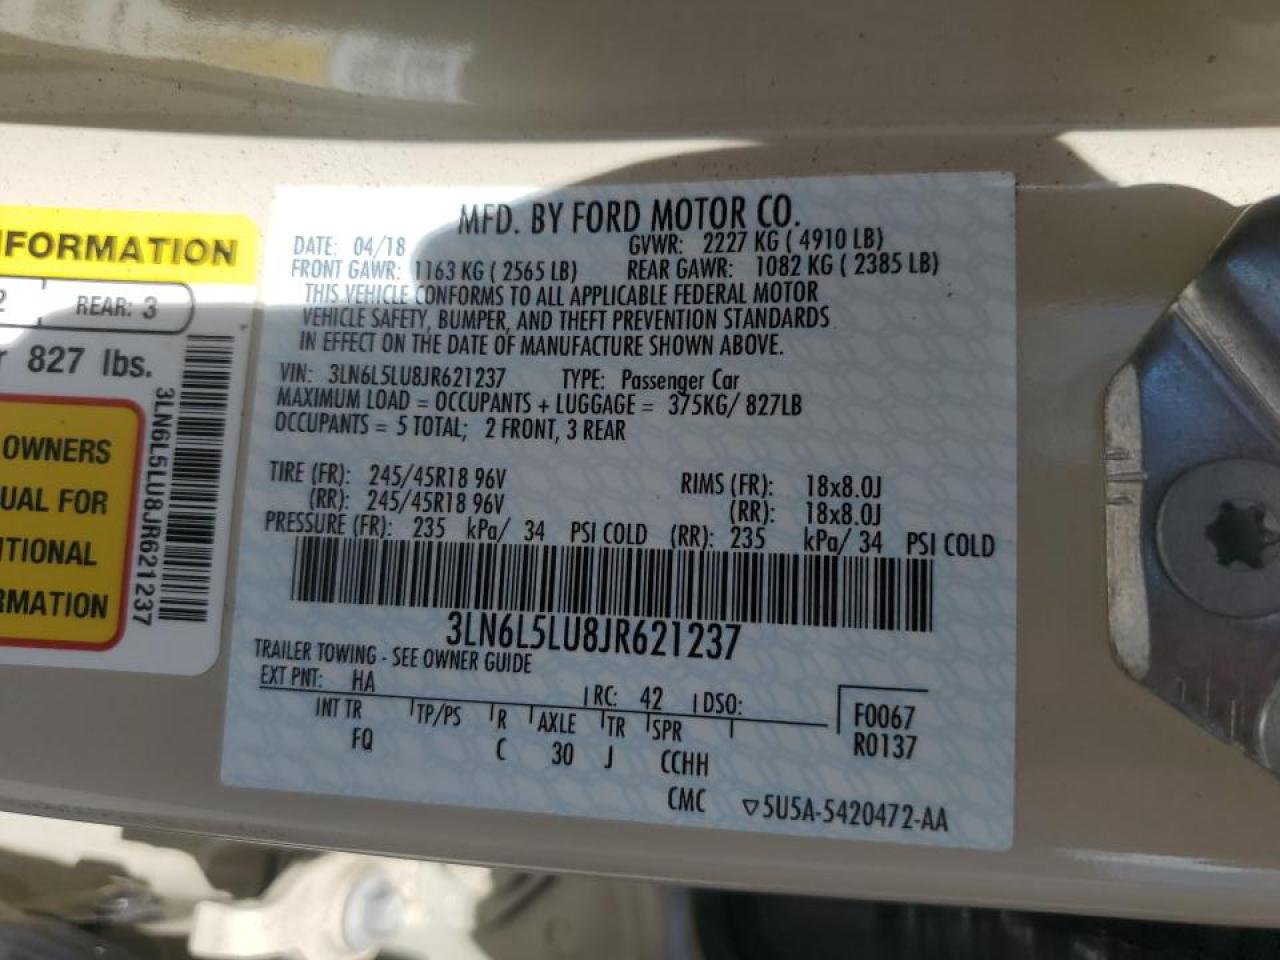 MFD. BY FORD MOTOR CO.
DATE: 04/18 GVWR: 2227 KG ( 4910 LB)
FRONT GAWR: 1163 KG ( 2565 LB) REAR GAWR: 1082 KG ( 2385 LB)
THIS VEHICLE CONFORMS TO ALL APPLICABLE FEDERAL MOTOR
VEHICLE SAFETY, BUMPER, AND THEFT PREVENTION STANDARDS
IN EFFECT ON THE DATE OF MANUFACTURE SHOWN ABOVE.
VIN: 3LN6L5LU8JR621237 TYPE: Passenger Car
MAXIMUM LOAD = OCCUPANTS + LUGGAGE = 375KG/ 827LB
OCCUPANTS = 5 TOTAL; 2 FRONT, 3 REAR
TIRE (FR): 245/45R18 96V RIMS (FR): 18x8.0J
(RR): 245/45R18 96V (RR): 18x8.0J
PRESSURE (FR): 235 kPa/ 34 PSI COLD (RR): 235 kPa/ 34 PSI COLD
3LN6L5LU8JR621237
TRAILER TOWING - SEE OWNER GUIDE
EXT PNT: HA RC: 42 DSO:
INT TR TP/PS R AXLE TR SPR
FQ C 30 J CCHH
F0067
R0137
CMC ▽5U5A-5420472-AA
NFORMATION
2 REAR: 3
r 827 lbs.
OWNERS
UAL FOR
ITIONAL
RMATION
3LN6L5LU8JR621237